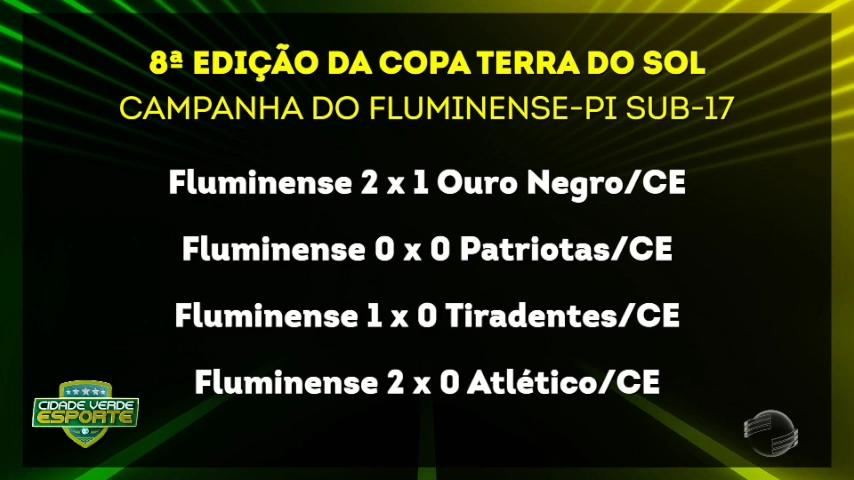 8ª EDIÇÃO DA COPA TERRA DO SOL
CAMPANHA DO FLUMINENSE-PI SUB-17
Fluminense 2 x 1 Ouro Negro/CE
Fluminense 0 x 0 Patriotas/CE
Fluminense 1 x 0 Tiradentes/CE
Fluminense 2 x 0 Atlético/CE
CIDADE VERDE
ESPORTE